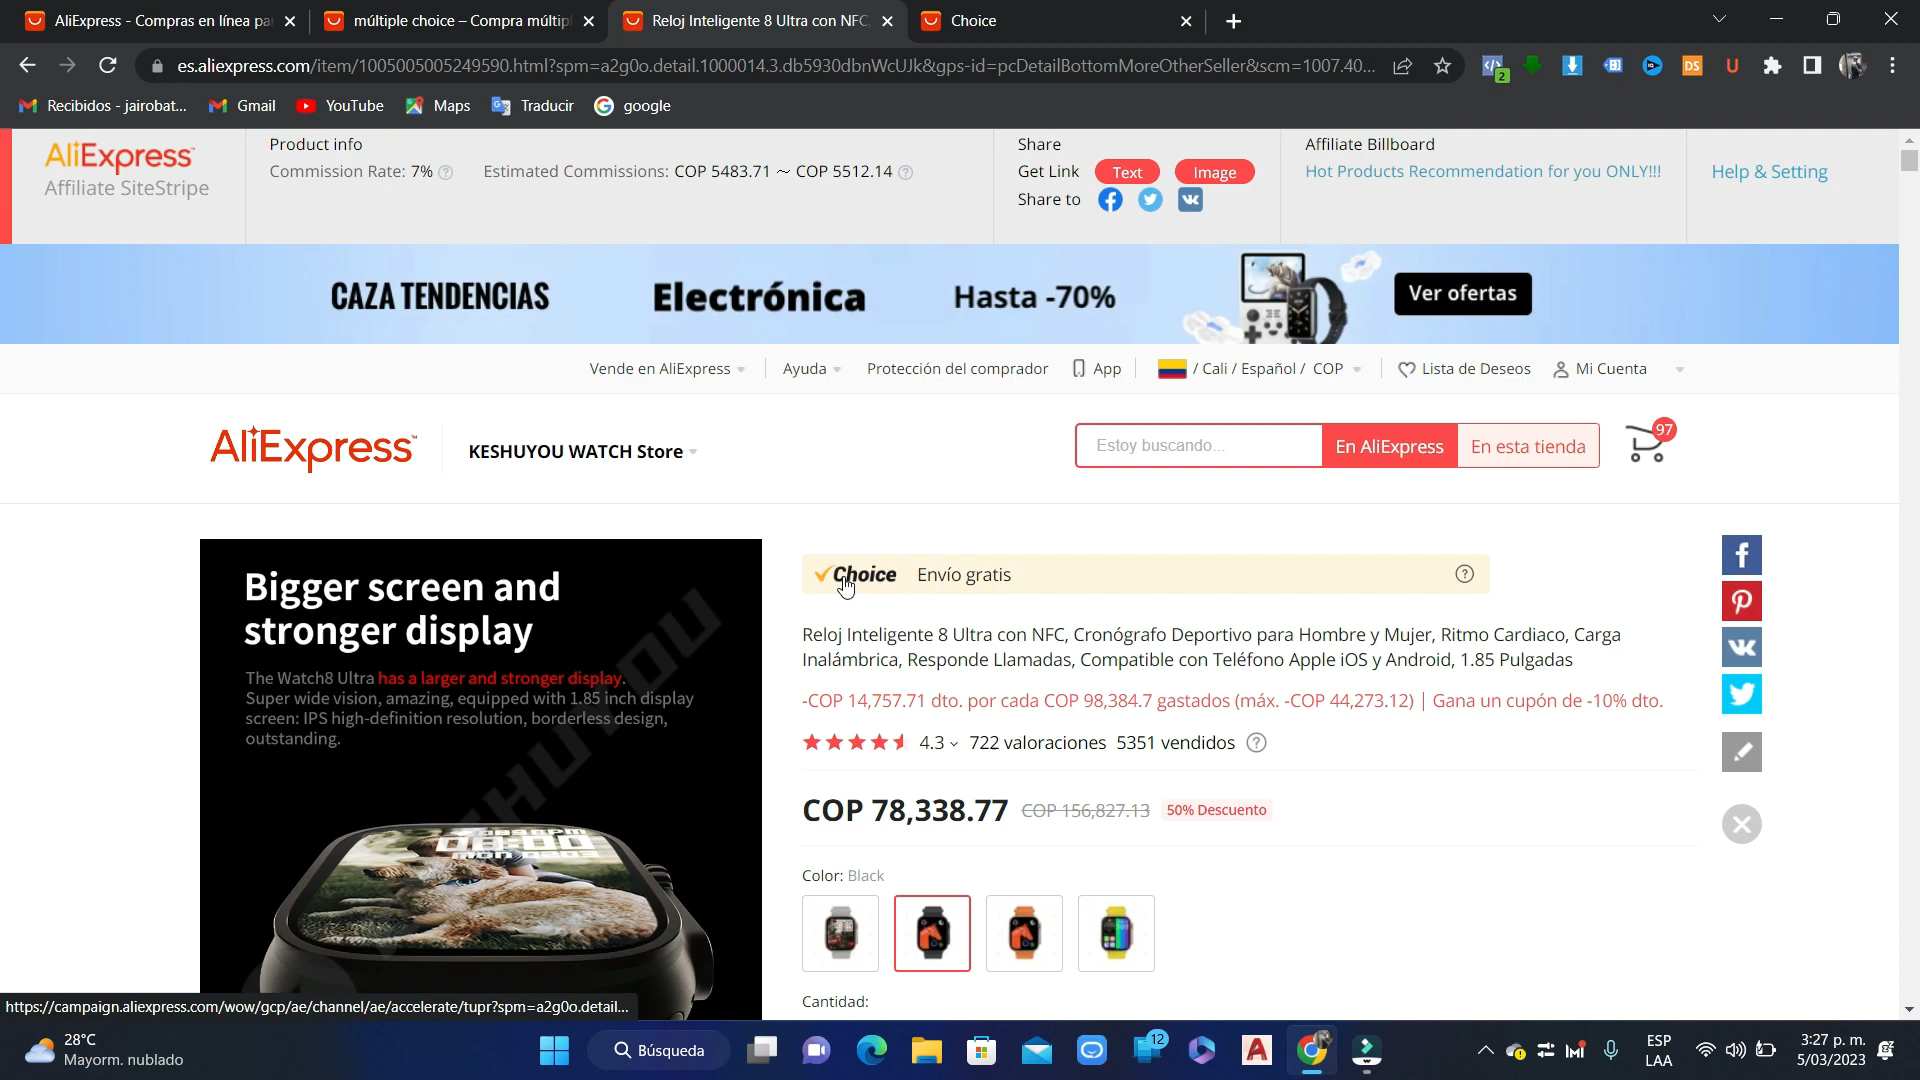 AliExpress - Compras en línea pa
múltiple choice – Compra múltipl
Reloj Inteligente 8 Ultra con NFC,
Choice
es.aliexpress.com/item/1005005005249590.html?spm=a2g0o.detail.1000014.3.db5930dbnWcUJk&gps-id=pcDetailBottomMoreOtherSeller&scm=1007.40...
2
DS
U
Recibidos - jairobat...
Gmail
YouTube
Maps
Traducir
google
AliExpress™
Affiliate SiteStripe
Product info
Commission Rate: 7% ?
Estimated Commissions: COP 5483.71 ~ COP 5512.14 ?
Share
Get Link Text Image
Share to
Affiliate Billboard
Hot Products Recommendation for you ONLY!!!
Help & Setting
CAZA TENDENCIAS
Electrónica
Hasta -70%
Ver ofertas
Vende en AliExpress
Ayuda
Protección del comprador
App
/ Cali / Español / COP
Lista de Deseos
Mi Cuenta
AliExpress™
KESHUYOU WATCH Store
Estoy buscando...
En AliExpress
En esta tienda
97
Bigger screen and
stronger display
The Watch8 Ultra has a larger and stronger display.
Super wide vision, amazing, equipped with 1.85 inch display
screen: IPS high-definition resolution, borderless design,
outstanding.
Choice Envío gratis ?
Reloj Inteligente 8 Ultra con NFC, Cronógrafo Deportivo para Hombre y Mujer, Ritmo Cardiaco, Carga
Inalámbrica, Responde Llamadas, Compatible con Teléfono Apple iOS y Android, 1.85 Pulgadas
-COP 14,757.71 dto. por cada COP 98,384.7 gastados (máx. -COP 44,273.12) | Gana un cupón de -10% dto.
4.3 722 valoraciones 5351 vendidos ?
COP 78,338.77 COP 156,827.13 50% Descuento
Color: Black
Cantidad:
https://campaign.aliexpress.com/wow/gcp/ae/channel/ae/accelerate/tupr?spm=a2g0o.detail...
28°C
Mayorm. nublado
Búsqueda
12
ESP
LAA
3:27 p. m.
5/03/2023